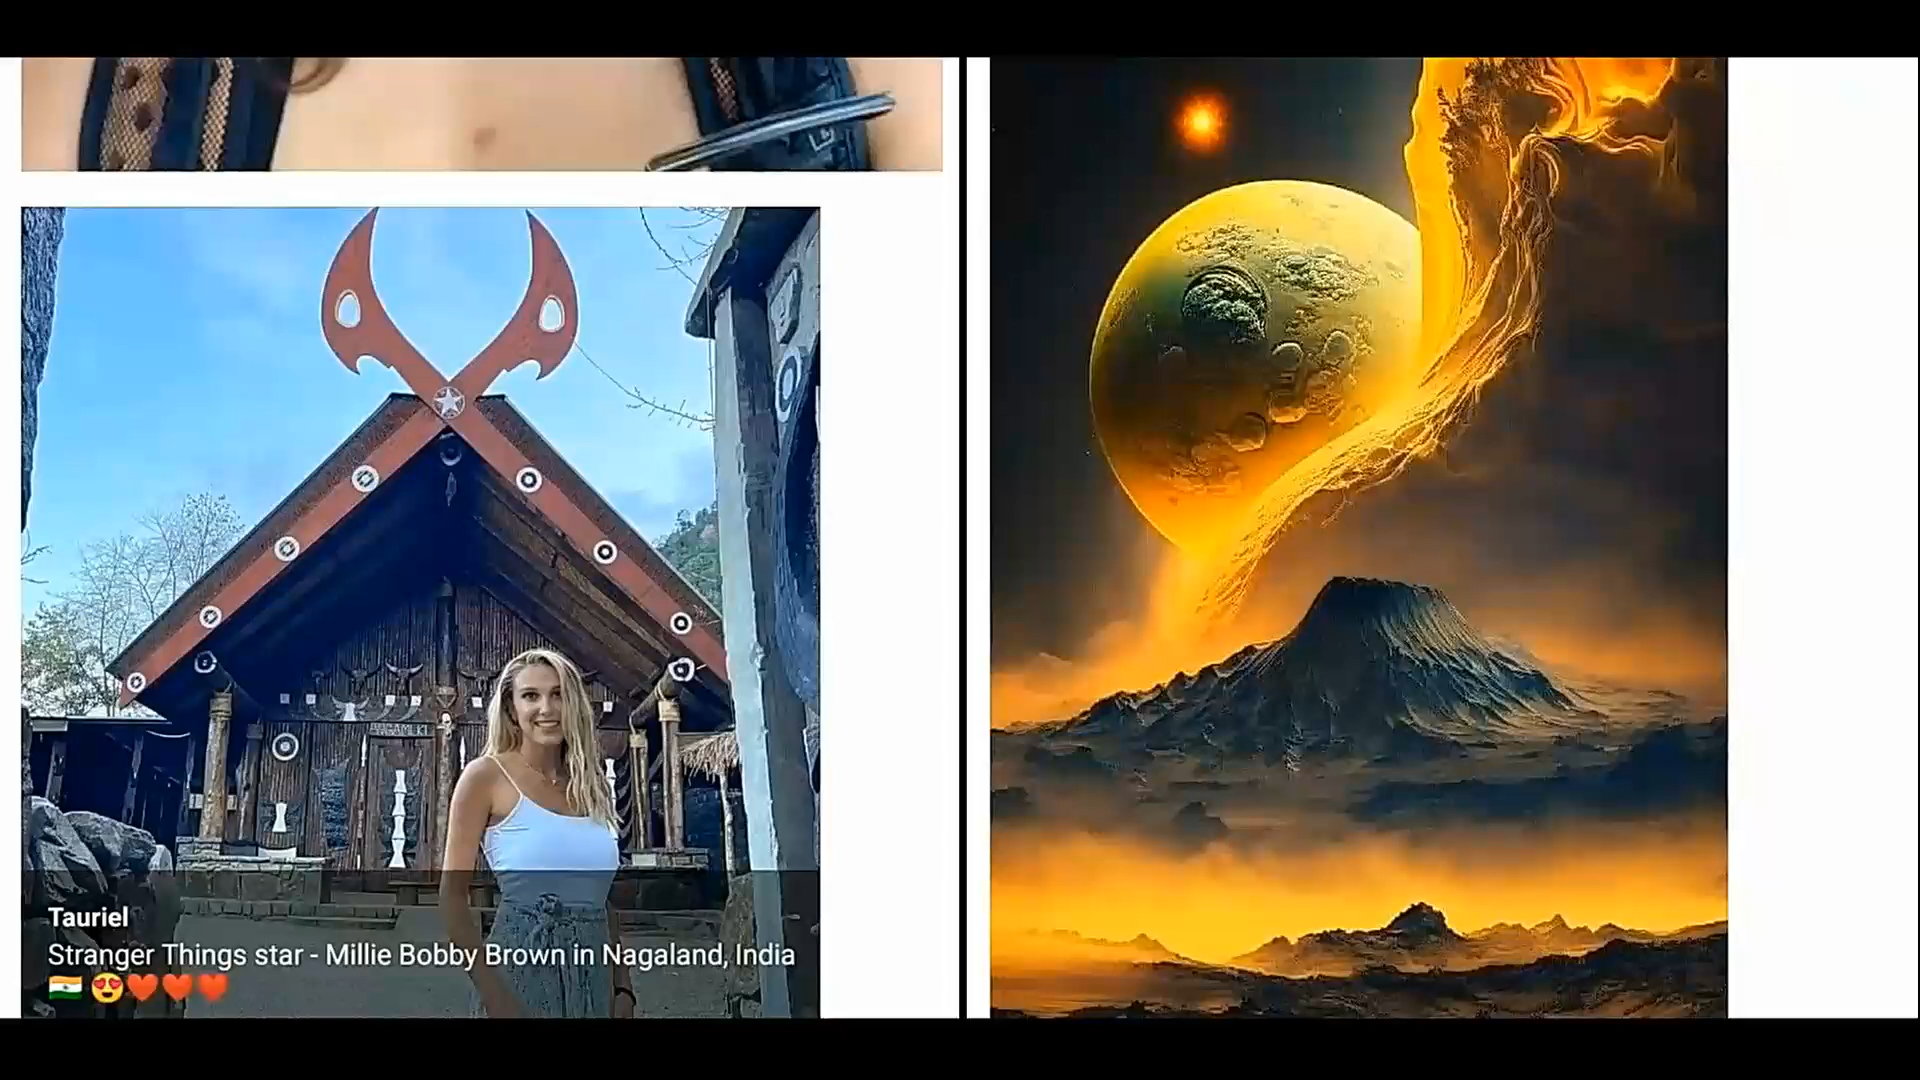 Tauriel
Stranger Things star - Millie Bobby Brown in Nagaland, India
🇮🇳 😍❤️❤️❤️